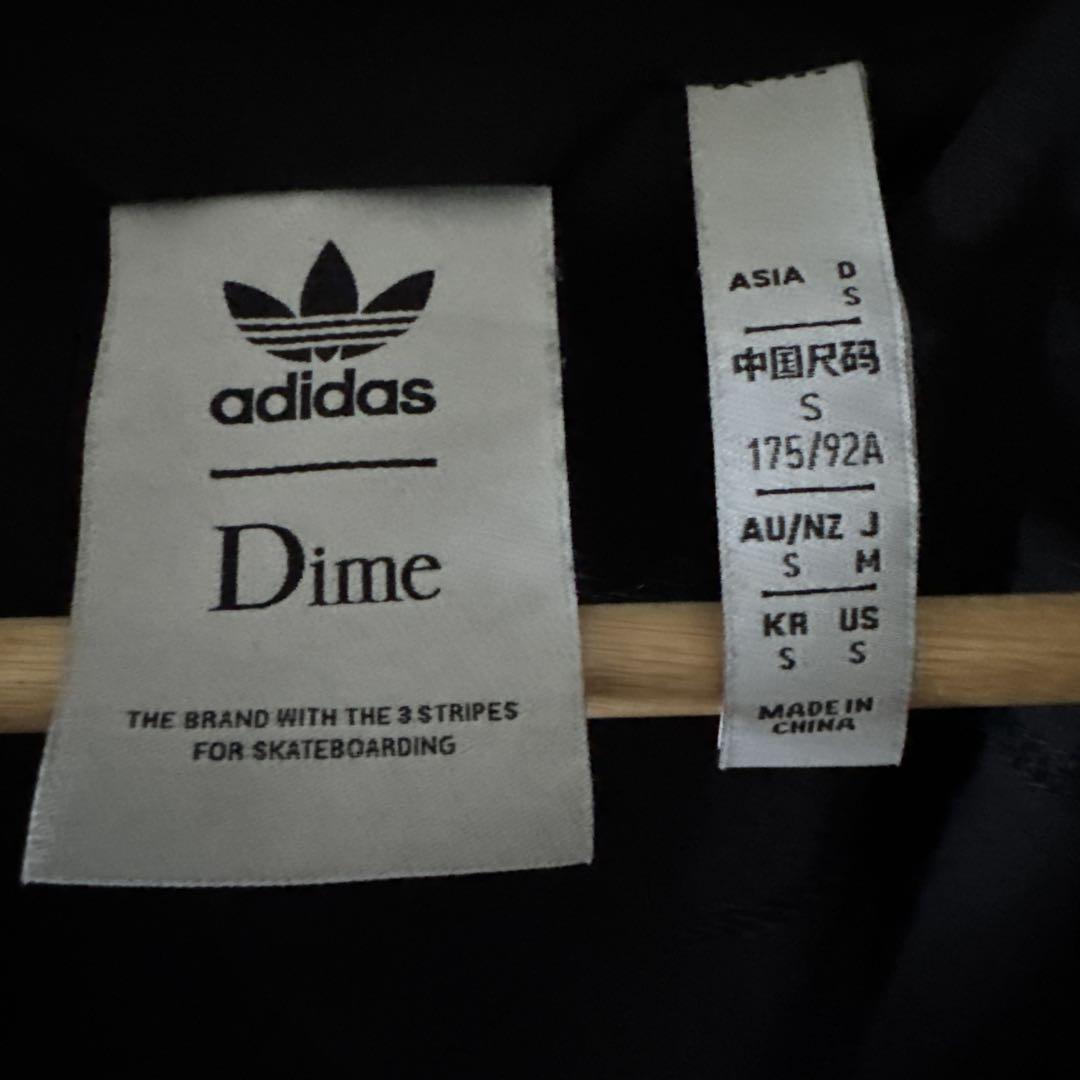 adidas
Dime
THE BRAND WITH THE 3 STRIPES
FOR SKATEBOARDING
ASIA D
S
中国尺码
S
175/92A
AU/NZ J
S M
KR US
S S
MADE IN
CHINA